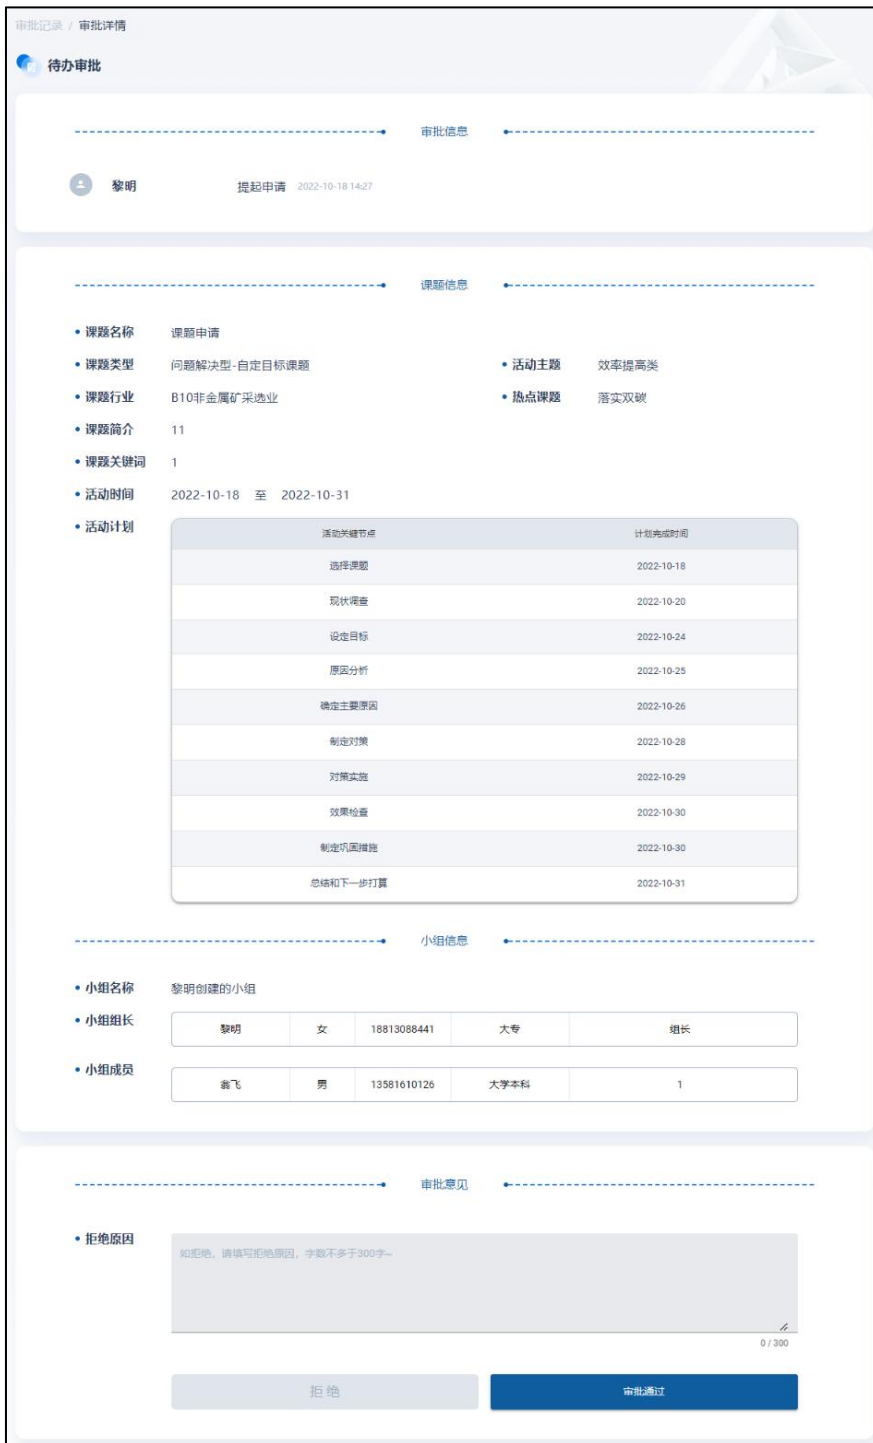 审批记录 / 审批详情
待办审批
审批信息
黎明 提起申请 2022-10-18 14:27
课题信息
课题名称 课题申请
课题类型 问题解决型-自定目标课题 活动主题 效率提高类
课题行业 B10非金属矿采选业 热点课题 落实双碳
课题简介 11
课题关键词 1
活动时间 2022-10-18 至 2022-10-31
活动计划 活动关键节点 计划完成时间
选择课题 2022-10-18
现状调查 2022-10-20
设定目标 2022-10-24
原因分析 2022-10-25
确定主要原因 2022-10-26
制定对策 2022-10-28
对策实施 2022-10-29
效果检查 2022-10-30
制定巩固措施 2022-10-30
总结和下一步打算 2022-10-31
小组信息
小组名称 黎明创建的小组
小组组长 黎明 女 18813088441 大专 组长
小组成员 翁飞 男 13581610126 大学本科 1
审批意见
拒绝原因 如拒绝，请填写拒绝原因，字数不多于300字~
0 / 300
拒绝 审批通过